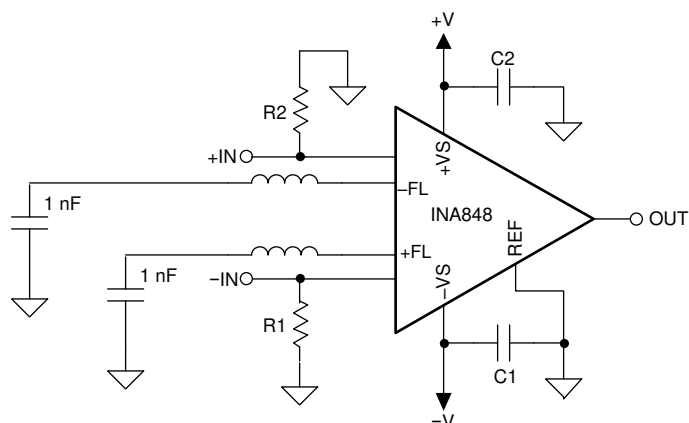 +V
C2
R2
+IN
+VS
1 nF
−FL
INA848
OUT
+FL
REF
1 nF
−IN
−VS
R1
C1
−V